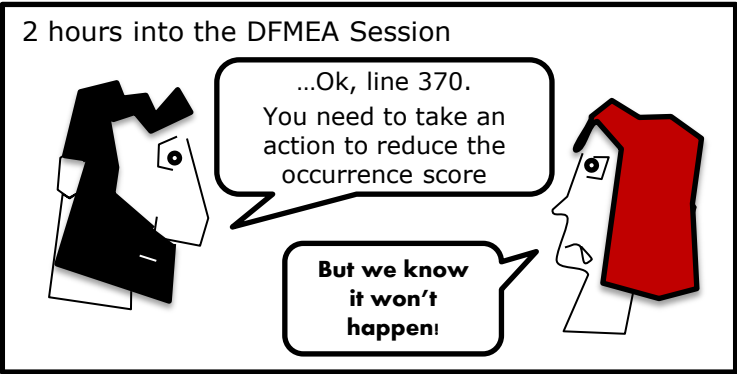 2 hours into the DFMEA Session
...Ok, line 370.
You need to take an
action to reduce the
occurrence score
But we know
it won't
happen!